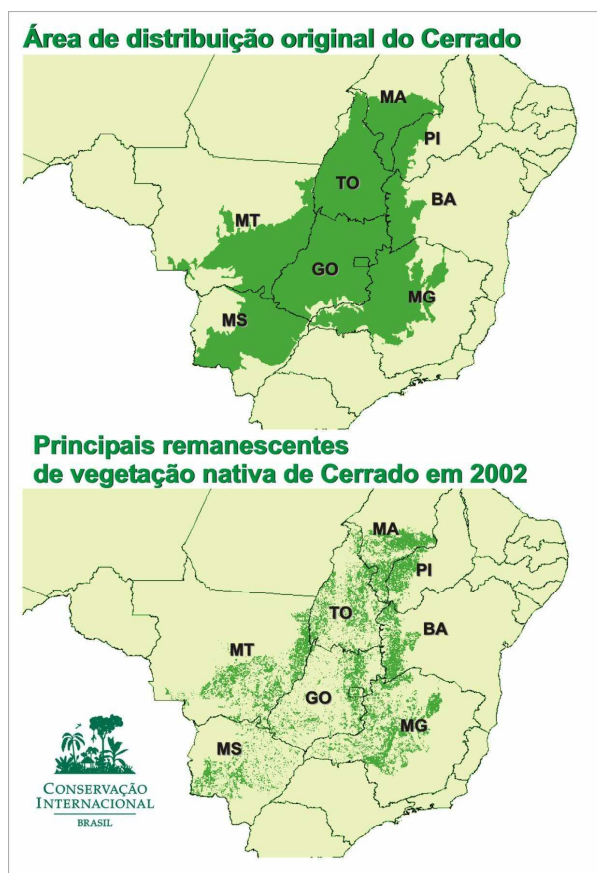 Área de distribuição original do Cerrado
MA
PI
TO
BA
MT
GO
MG
MS
Principais remanescentes
de vegetação nativa de Cerrado em 2002
MA
PI
TO
BA
MT
GO
MG
MS
CONSERVAÇÃO
INTERNACIONAL
BRASIL